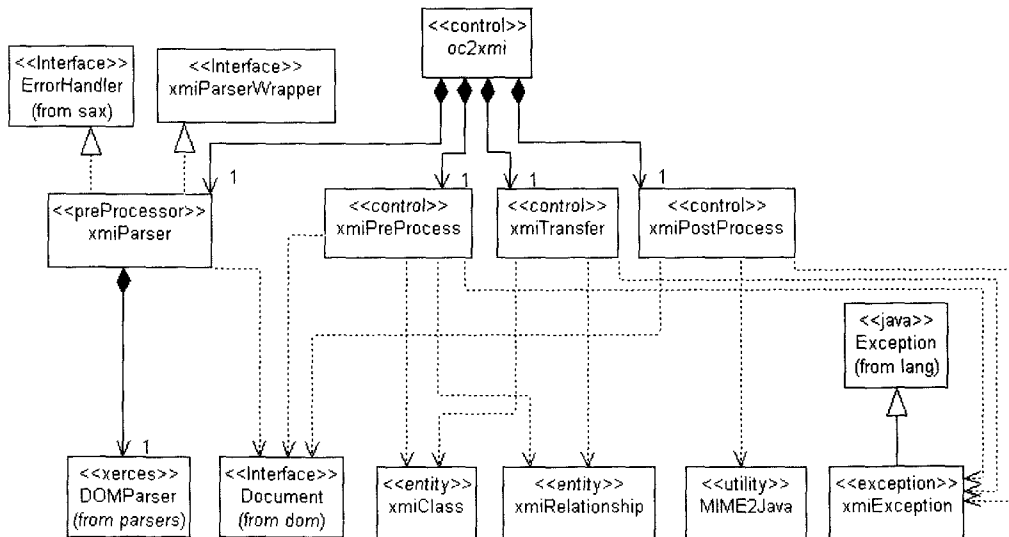 <<control>>
oc2xmi
<<Interface>>
ErrorHandler
(from sax)
<<Interface>>
xmiParserWrapper
1
1
1
1
<<preProcessor>>
xmiParser
<<control>>
xmiPreProcess
<<control>>
xmiTransfer
<<control>>
xmiPostProcess
<<java>>
Exception
(from lang)
1
<<xerces>>
DOMParser
(from parsers)
<<Interface>>
Document
(from dom)
<<entity>>
xmiClass
<<entity>>
xmiRelationship
<<utility>>
MIME2Java
<<exception>>
xmiException